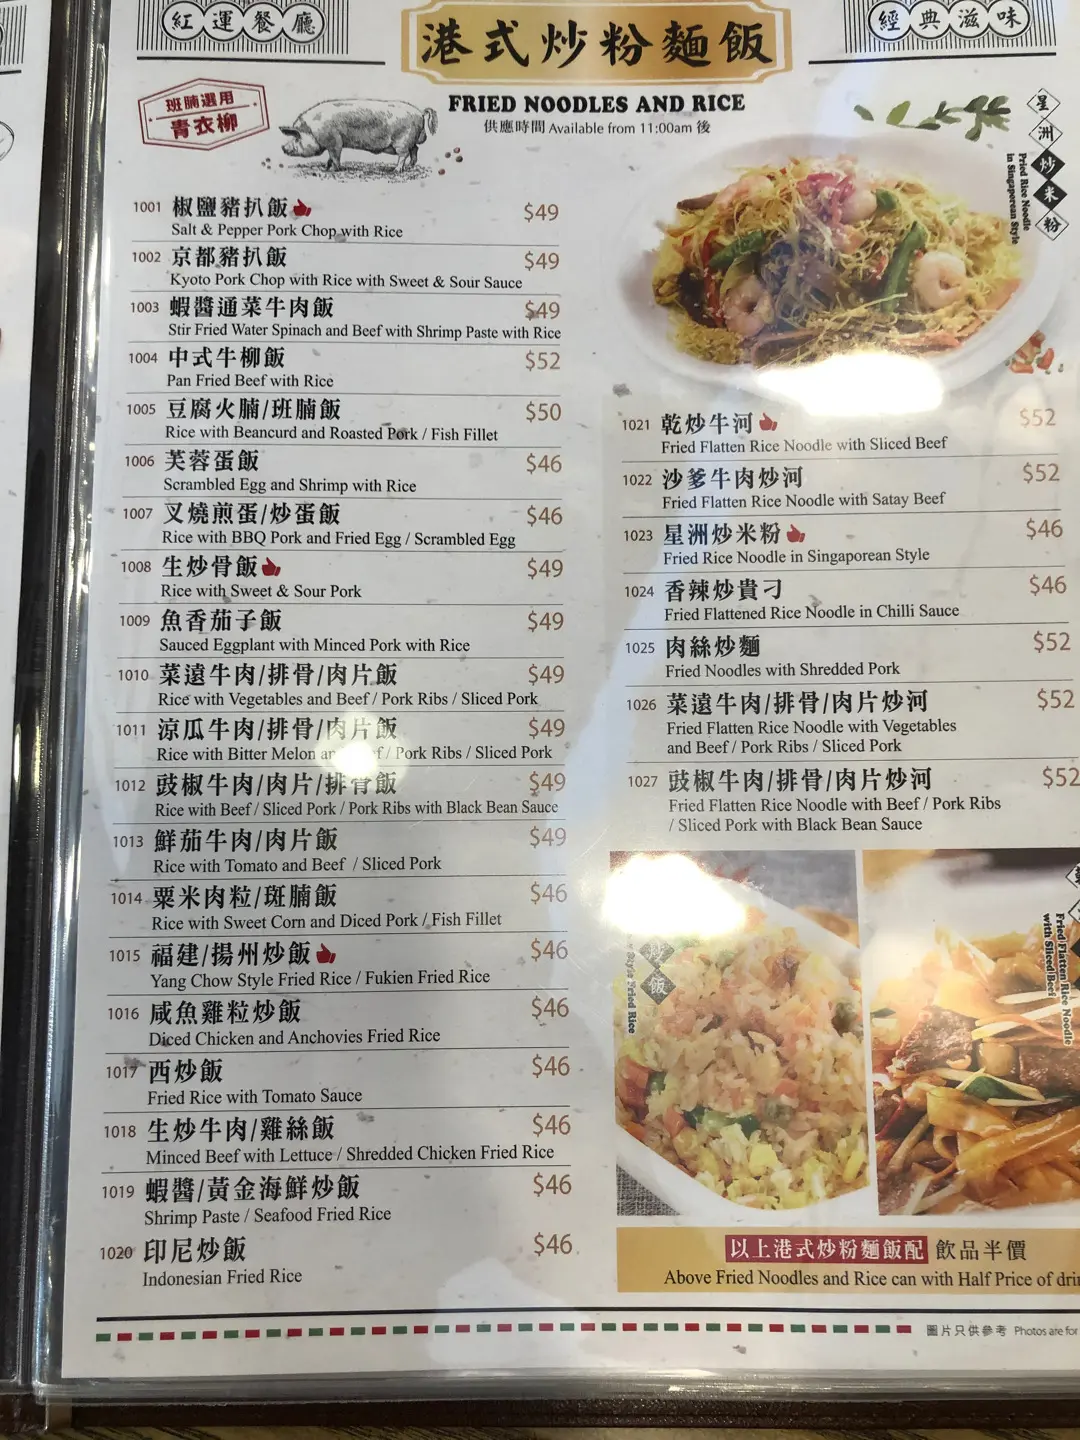 紅運餐廳
港式炒粉麵飯
經典滋味
FRIED NOODLES AND RICE
供應時間 Available from 11:00am 後
班腩選用
青衣柳
1001 椒鹽豬扒飯 $49
Salt & Pepper Pork Chop with Rice
1002 京都豬扒飯 $49
Kyoto Pork Chop with Rice with Sweet & Sour Sauce
1003 蝦醬通菜牛肉飯 $49
Stir Fried Water Spinach and Beef with Shrimp Paste with Rice
1004 中式牛柳飯 $52
Pan Fried Beef with Rice
1005 豆腐火腩/班腩飯 $50
Rice with Beancurd and Roasted Pork / Fish Fillet
1006 芙蓉蛋飯 $46
Scrambled Egg and Shrimp with Rice
1007 叉燒煎蛋/炒蛋飯 $46
Rice with BBQ Pork and Fried Egg / Scrambled Egg
1008 生炒骨飯 $49
Rice with Sweet & Sour Pork
1009 魚香茄子飯 $49
Sauced Eggplant with Minced Pork with Rice
1010 菜遠牛肉/排骨/肉片飯 $49
Rice with Vegetables and Beef / Pork Ribs / Sliced Pork
1011 涼瓜牛肉/排骨/肉片飯 $49
Rice with Bitter Melon and Beef / Pork Ribs / Sliced Pork
1012 豉椒牛肉/肉片/排骨飯 $49
Rice with Beef / Sliced Pork / Pork Ribs with Black Bean Sauce
1013 鮮茄牛肉/肉片飯 $49
Rice with Tomato and Beef / Sliced Pork
1014 粟米肉粒/斑腩飯 $46
Rice with Sweet Corn and Diced Pork / Fish Fillet
1015 福建/揚州炒飯 $46
Yang Chow Style Fried Rice / Fukien Fried Rice
1016 咸魚雞粒炒飯 $46
Diced Chicken and Anchovies Fried Rice
1017 西炒飯 $46
Fried Rice with Tomato Sauce
1018 生炒牛肉/雞絲飯 $46
Minced Beef with Lettuce / Shredded Chicken Fried Rice
1019 蝦醬/黃金海鮮炒飯 $46
Shrimp Paste / Seafood Fried Rice
1020 印尼炒飯 $46
Indonesian Fried Rice
星洲炒米粉
Fried Rice Noodle
in Singaporean Style
1021 乾炒牛河 $52
Fried Flatten Rice Noodle with Sliced Beef
1022 沙爹牛肉炒河 $52
Fried Flatten Rice Noodle with Satay Beef
1023 星洲炒米粉 $46
Fried Rice Noodle in Singaporean Style
1024 香辣炒貴刁 $46
Fried Flattened Rice Noodle in Chilli Sauce
1025 肉絲炒麵 $52
Fried Noodles with Shredded Pork
1026 菜遠牛肉/排骨/肉片炒河 $52
Fried Flatten Rice Noodle with Vegetables
and Beef / Pork Ribs / Sliced Pork
1027 豉椒牛肉/排骨/肉片炒河 $52
Fried Flatten Rice Noodle with Beef / Pork Ribs
/ Sliced Pork with Black Bean Sauce
炒飯
Style Fried Rice
Fried Flatten Rice Noodle
with Sliced Beef
以上港式炒粉麵飯配 飲品半價
Above Fried Noodles and Rice can with Half Price of
圖片只供參考 Photos are for